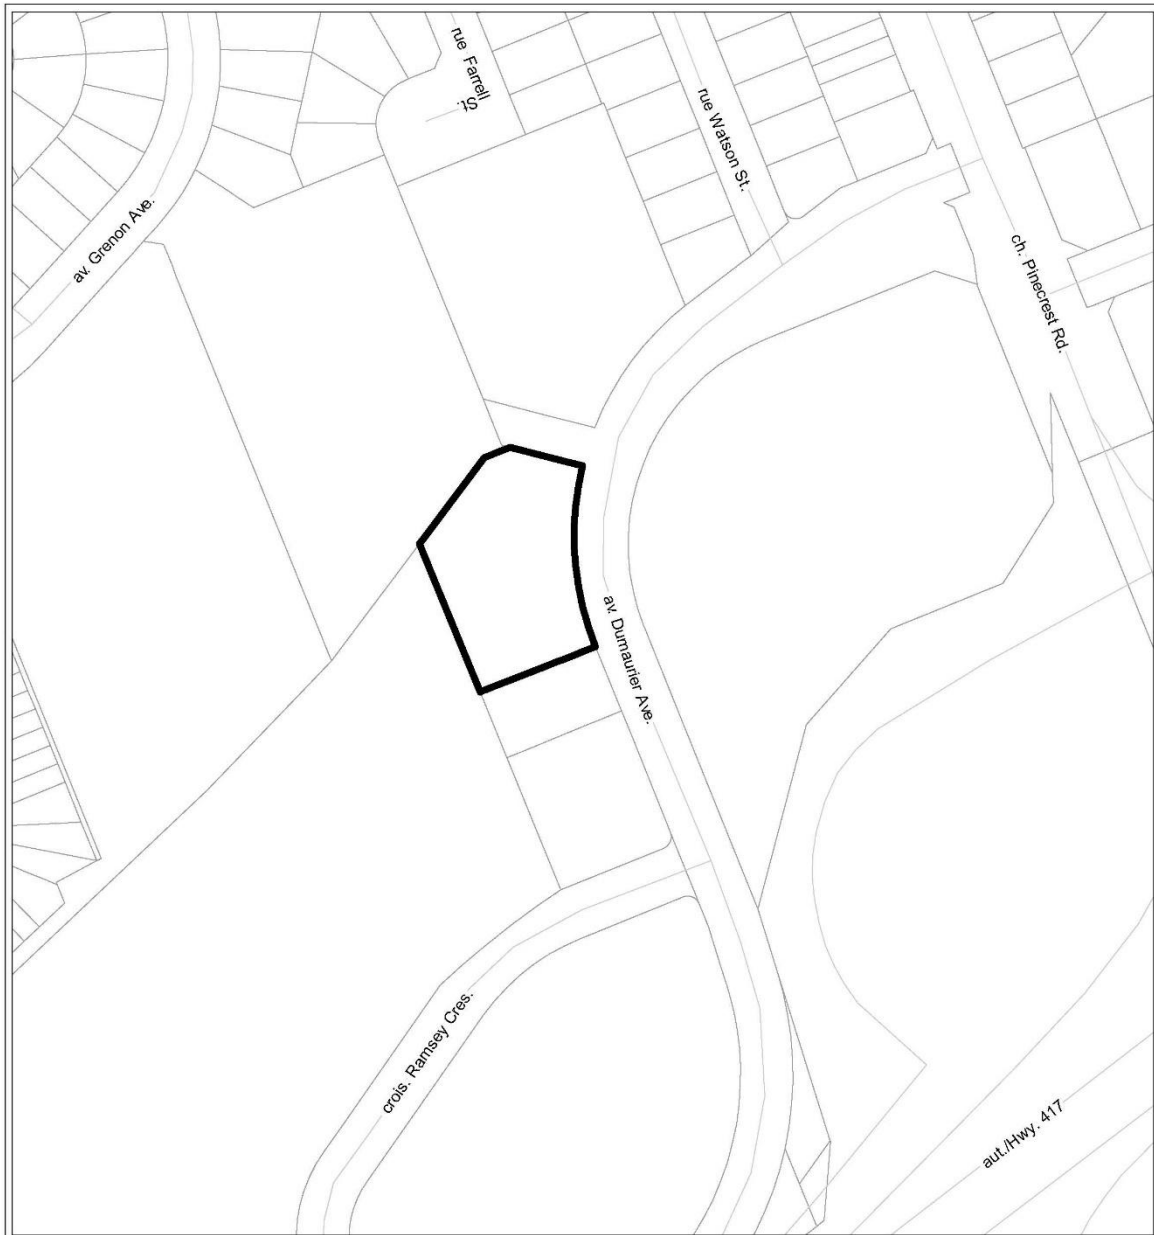 rue Farrell
St.
rue Watson St.
av. Grenon Ave.
ch. Pinecrest Rd.
av. Dumaurier Ave.
crois. Ramsey Cres.
aut./Hwy. 417